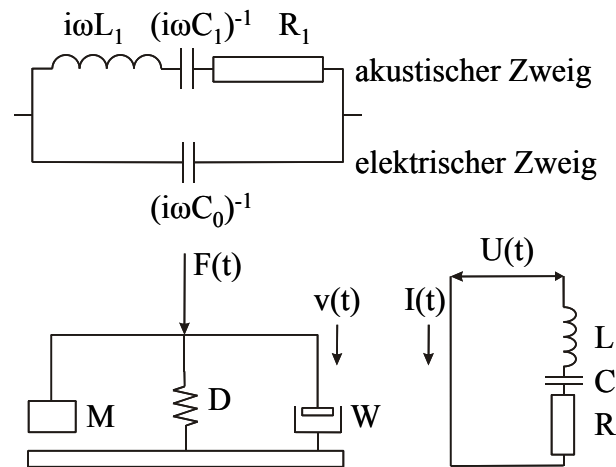 iωL₁ (iωC₁)⁻¹ R₁
akustischer Zweig
elektrischer Zweig
(iωC₀)⁻¹
F(t)
v(t)
I(t)
U(t)
M
D
W
L
C
R